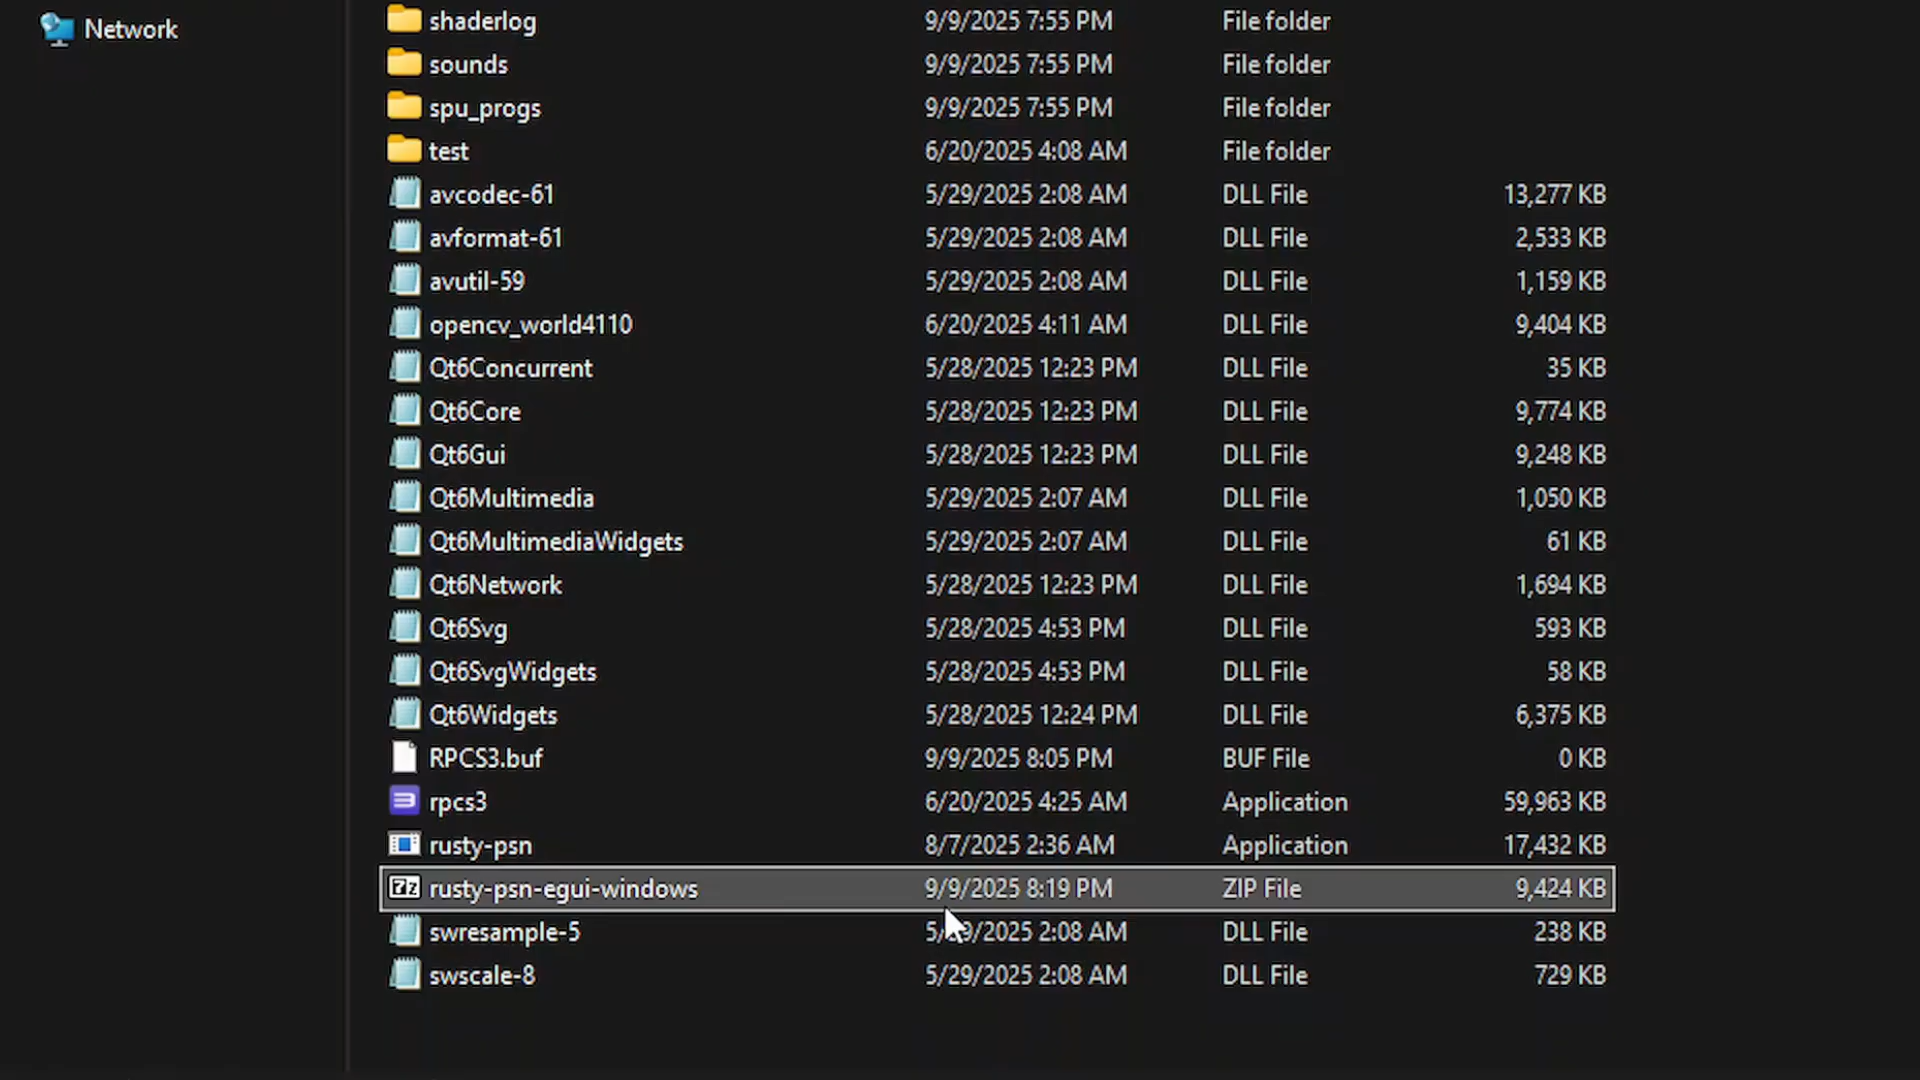 Network
shaderlog 9/9/2025 7:55 PM File folder
sounds 9/9/2025 7:55 PM File folder
spu_progs 9/9/2025 7:55 PM File folder
test 6/20/2025 4:08 AM File folder
avcodec-61 5/29/2025 2:08 AM DLL File 13,277 KB
avformat-61 5/29/2025 2:08 AM DLL File 2,533 KB
avutil-59 5/29/2025 2:08 AM DLL File 1,159 KB
opencv_world4110 6/20/2025 4:11 AM DLL File 9,404 KB
Qt6Concurrent 5/28/2025 12:23 PM DLL File 35 KB
Qt6Core 5/28/2025 12:23 PM DLL File 9,774 KB
Qt6Gui 5/28/2025 12:23 PM DLL File 9,248 KB
Qt6Multimedia 5/29/2025 2:07 AM DLL File 1,050 KB
Qt6MultimediaWidgets 5/29/2025 2:07 AM DLL File 61 KB
Qt6Network 5/28/2025 12:23 PM DLL File 1,694 KB
Qt6Svg 5/28/2025 4:53 PM DLL File 593 KB
Qt6SvgWidgets 5/28/2025 4:53 PM DLL File 58 KB
Qt6Widgets 5/28/2025 12:24 PM DLL File 6,375 KB
RPCS3.buf 9/9/2025 8:05 PM BUF File 0 KB
rpcs3 6/20/2025 4:25 AM Application 59,963 KB
rusty-psn 8/7/2025 2:36 AM Application 17,432 KB
7z rusty-psn-egui-windows 9/9/2025 8:19 PM ZIP File 9,424 KB
swresample-5 5/29/2025 2:08 AM DLL File 238 KB
swscale-8 5/29/2025 2:08 AM DLL File 729 KB